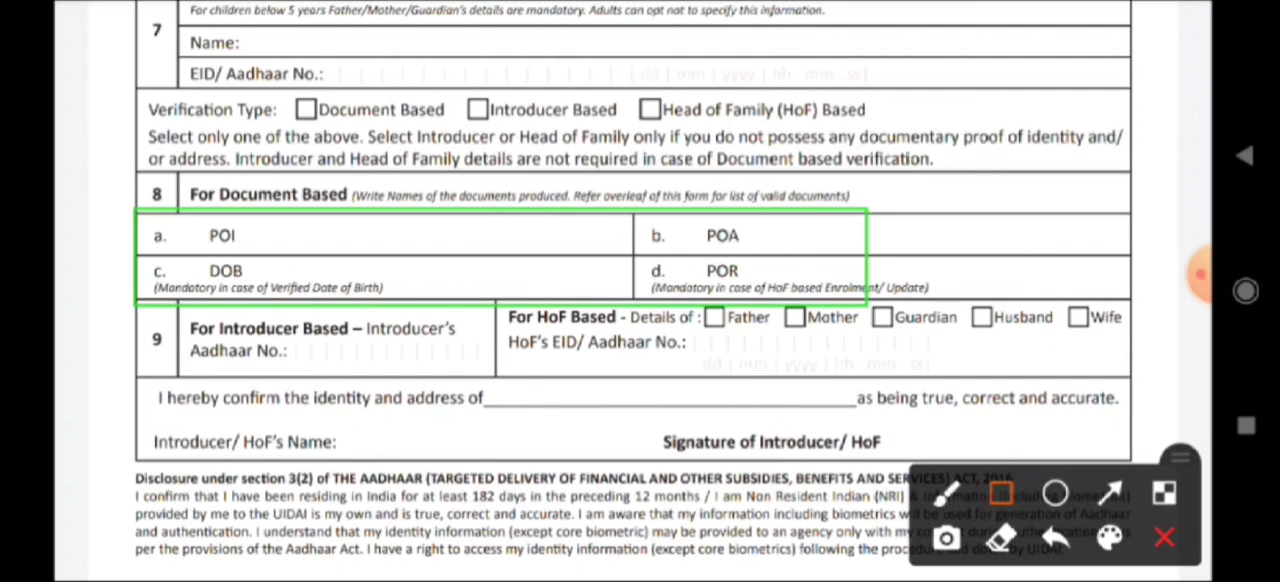 For children below 5 years Father/Mother/Guardian's details are mandatory. Adults can opt not to specify this information.
7
Name:
EID/ Aadhaar No.: dd | mm | yyyy | hh mm ss
Verification Type: Document Based Introducer Based Head of Family (HoF) Based
Select only one of the above. Select Introducer or Head of Family only if you do not possess any documentary proof of identity and/
or address. Introducer and Head of Family details are not required in case of Document based verification.
8 For Document Based (Write Names of the documents produced. Refer overleaf of this form for list of valid documents)
a. POI b. POA
c. DOB d. POR
(Mandatory in case of Verified Date of Birth) (Mandatory in case of HoF based Enrolment/ Update)
For HoF Based - Details of : Father Mother Guardian Husband Wife
9 For Introducer Based – Introducer's
Aadhaar No.: HoF's EID/ Aadhaar No.:
dd | mm | yyyy | hh mm ss
I hereby confirm the identity and address of as being true, correct and accurate.
Introducer/ HoF's Name: Signature of Introducer/ HoF
Disclosure under section 3(2) of THE AADHAAR (TARGETED DELIVERY OF FINANCIAL AND OTHER SUBSIDIES, BENEFITS AND SERVICES) ACT, 2016
I confirm that I have been residing in India for at least 182 days in the preceding 12 months / I am Non Resident Indian (NRI) & information (including biometrics)
provided by me to the UIDAI is my own and is true, correct and accurate. I am aware that my information including biometrics will be used for generation of Aadhaar
and authentication. I understand that my identity information (except core biometric) may be provided to an agency only with my during
per the provisions of the Aadhaar Act. I have a right to access my identity information (except core biometrics) following the by UIDAI